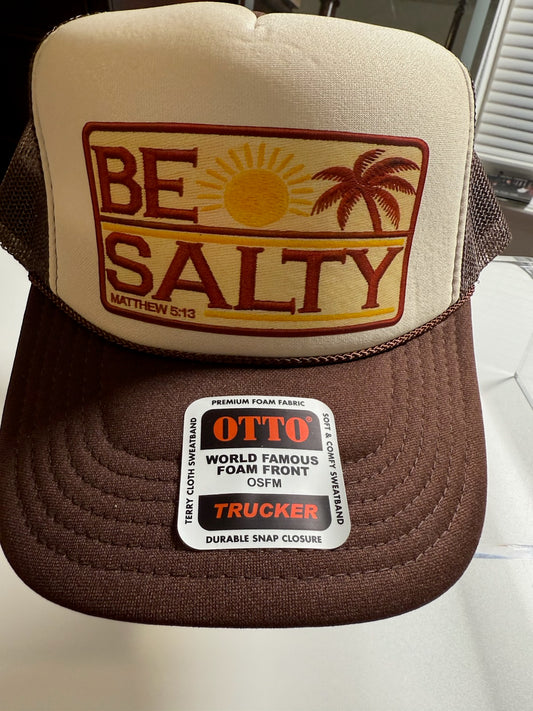 BE
SALTY
MATTHEW 5:13
PREMIUM FOAM FABRIC
TERRY CLOTH SWEATBAND
OTTO®
WORLD FAMOUS
FOAM FRONT
OSFM
TRUCKER
SOFT & COMFY SWEATBAND
DURABLE SNAP CLOSURE